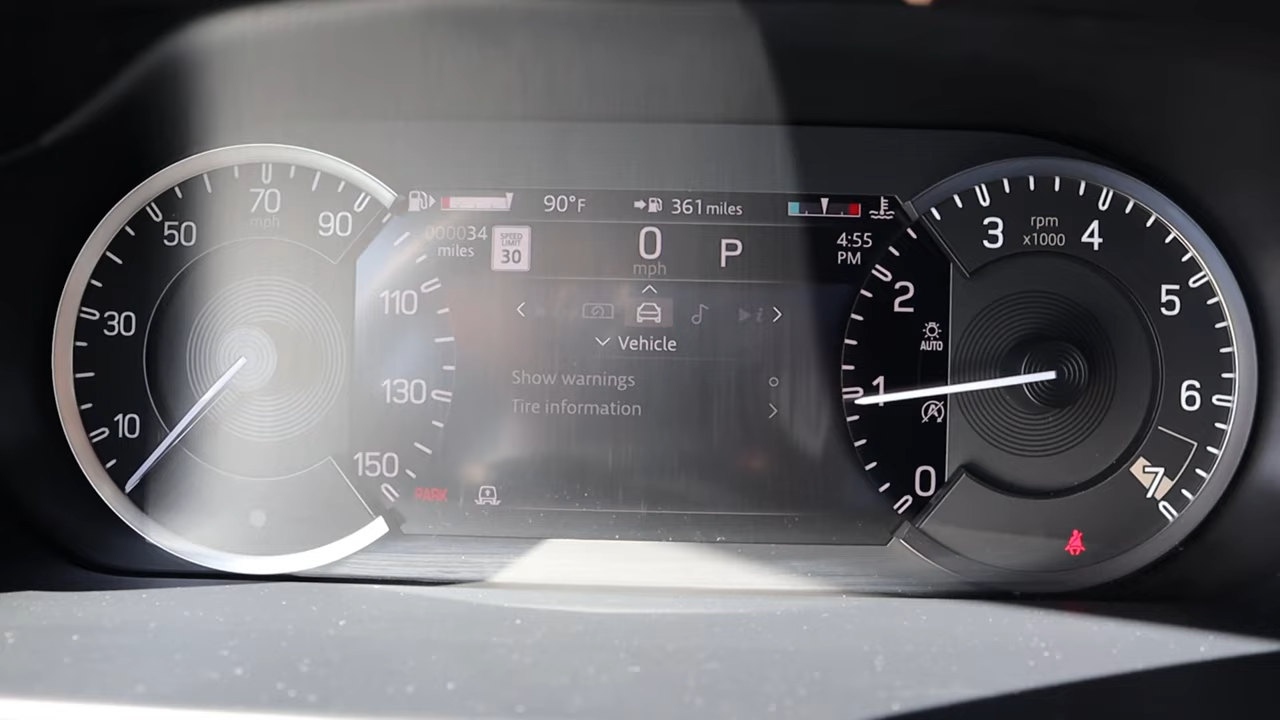 90°F 361 miles
000034
miles
SPEED
LIMIT
30
0
mph
P
4:55
PM
Vehicle
Show warnings
Tire information
PARK
10
30
50
70
mph
90
110
130
150
0
1
2
3
rpm
x1000
4
5
6
7
AUTO